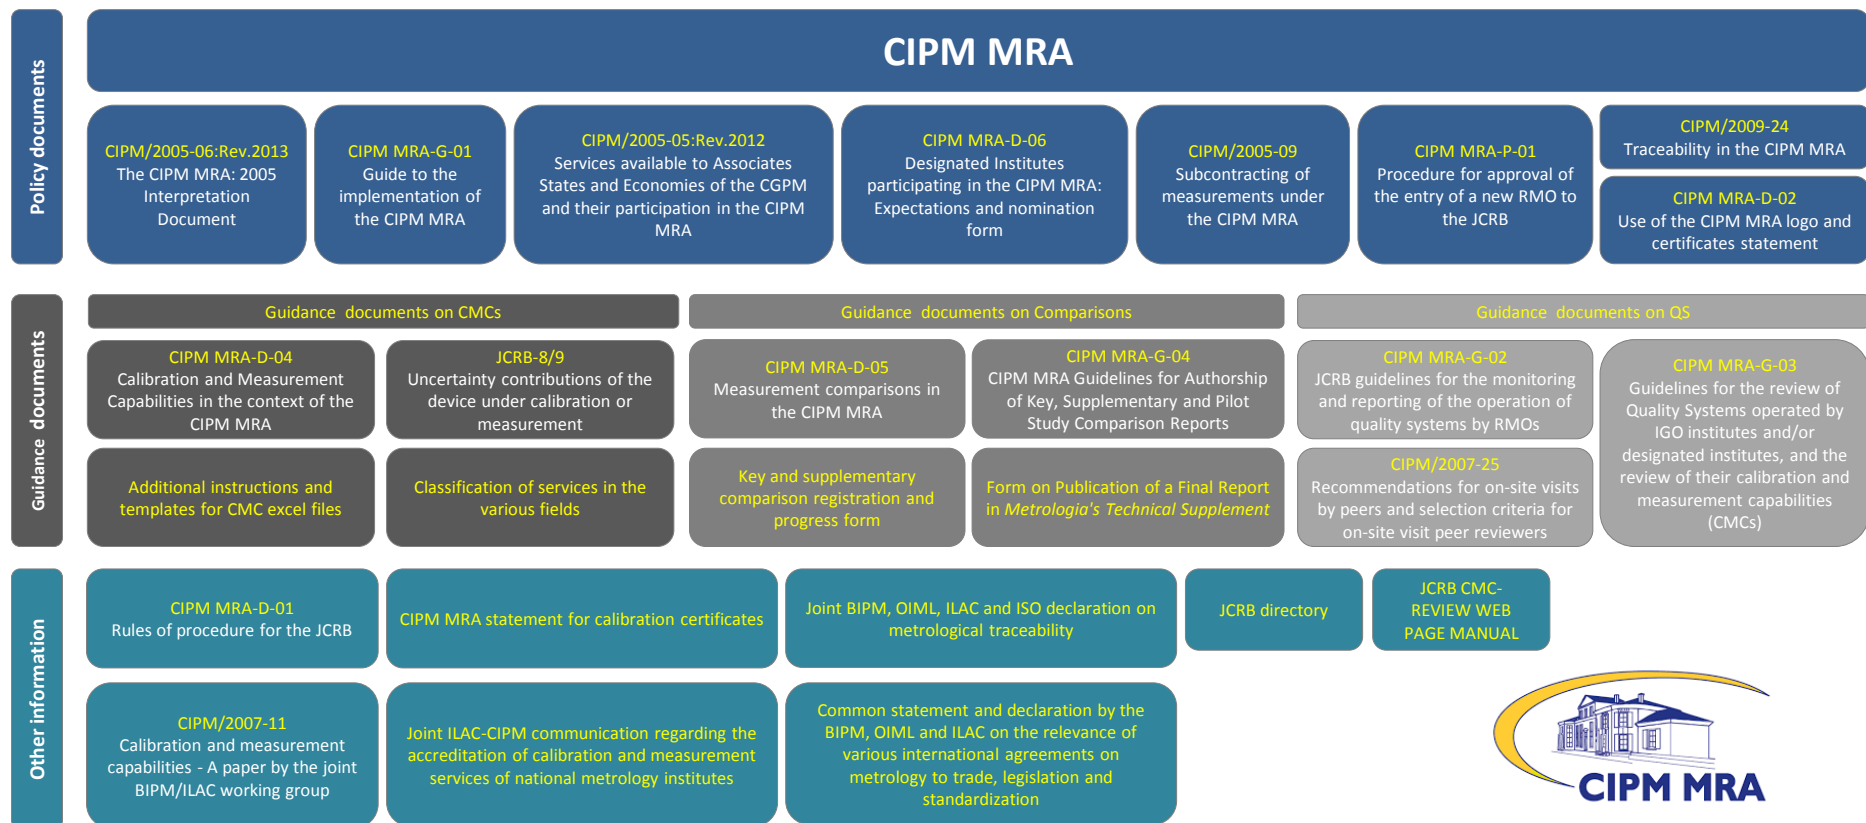 Policy documents
CIPM MRA
CIPM/2005-06:Rev.2013
The CIPM MRA: 2005
Interpretation
Document
CIPM MRA-G-01
Guide to the
implementation of
the CIPM MRA
CIPM/2005-05:Rev.2012
Services available to Associates
States and Economies of the CGPM
and their participation in the CIPM
MRA
CIPM MRA-D-06
Designated Institutes
participating in the CIPM MRA:
Expectations and nomination
form
CIPM/2005-09
Subcontracting of
measurements under
the CIPM MRA
CIPM MRA-P-01
Procedure for approval of
the entry of a new RMO to
the JCRB
CIPM/2009-24
Traceability in the CIPM MRA
CIPM MRA-D-02
Use of the CIPM MRA logo and
certificates statement
Guidance documents
Guidance documents on CMCs
CIPM MRA-D-04
Calibration and Measurement
Capabilities in the context of the
CIPM MRA
JCRB-8/9
Uncertainty contributions of the
device under calibration or
measurement
Additional instructions and
templates for CMC excel files
Classification of services in the
various fields
Guidance documents on Comparisons
CIPM MRA-D-05
Measurement comparisons in
the CIPM MRA
CIPM MRA-G-04
CIPM MRA Guidelines for Authorship
of Key, Supplementary and Pilot
Study Comparison Reports
Key and supplementary
comparison registration and
progress form
Form on Publication of a Final Report
in Metrologia's Technical Supplement
Guidance documents on QS
CIPM MRA-G-02
JCRB guidelines for the monitoring
and reporting of the operation of
quality systems by RMOs
CIPM/2007-25
Recommendations for on-site visits
by peers and selection criteria for
on-site visit peer reviewers
CIPM MRA-G-03
Guidelines for the review of
Quality Systems operated by
IGO institutes and/or
designated institutes, and the
review of their calibration and
measurement capabilities
(CMCs)
Other information
CIPM MRA-D-01
Rules of procedure for the JCRB
CIPM MRA statement for calibration certificates
Joint BIPM, OIML, ILAC and ISO declaration on
metrological traceability
JCRB directory
JCRB CMC-
REVIEW WEB
PAGE MANUAL
CIPM/2007-11
Calibration and measurement
capabilities - A paper by the joint
BIPM/ILAC working group
Joint ILAC-CIPM communication regarding the
accreditation of calibration and measurement
services of national metrology institutes
Common statement and declaration by the
BIPM, OIML and ILAC on the relevance of
various international agreements on
metrology to trade, legislation and
standardization
CIPM MRA